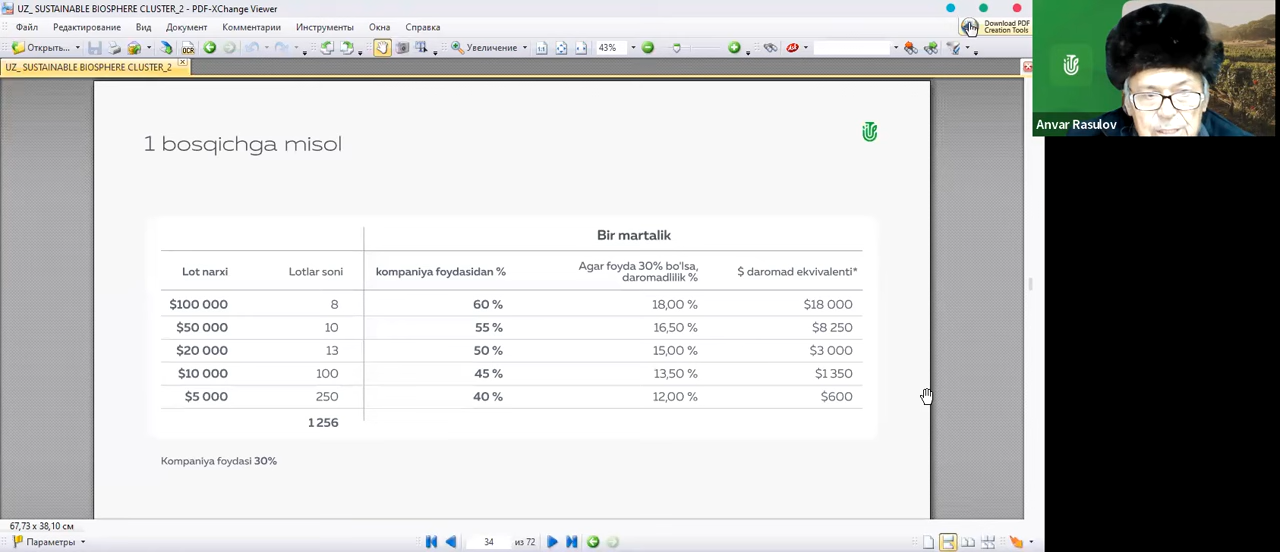 UZ_ SUSTAINABLE BIOSPHERE CLUSTER_2 - PDF-XChange Viewer
Файл Редактирование Вид Документ Комментарии Инструменты Окна Справка
Download PDF
Creation Tools
Открыть... OCR Увеличение 43%
UZ_ SUSTAINABLE BIOSPHERE CLUSTER_2
Anvar Rasulov
1 bosqichga misol
Bir martalik
Lot narxi Lotlar soni kompaniya foydasidan % Agar foyda 30% bo'lsa, daromadlilik % $ daromad ekvivalenti*
$100 000 8 60 % 18,00 % $18 000
$50 000 10 55 % 16,50 % $8 250
$20 000 13 50 % 15,00 % $3 000
$10 000 100 45 % 13,50 % $1 350
$5 000 250 40 % 12,00 % $600
1 256
Kompaniya foydasi 30%
67,73 x 38,10 см
Параметры 34 из 72